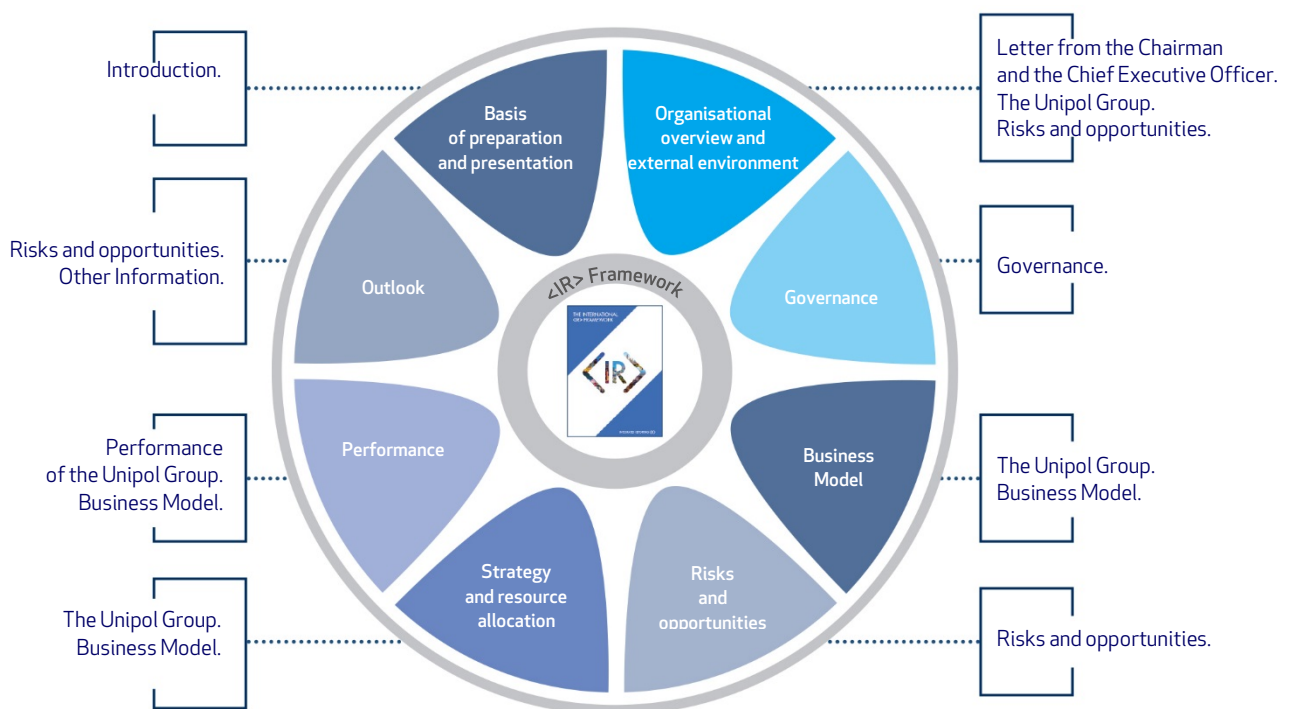 Introduction.
Letter from the Chairman
and the Chief Executive Officer.
The Unipol Group.
Risks and opportunities.
Basis
of preparation
and presentation
Organisational
overview and
external environment
Risks and opportunities.
Other Information.
Outlook
Governance
Governance.
<IR> Framework
THE INTERNATIONAL
<IR> FRAMEWORK
<IR>
Performance
of the Unipol Group.
Business Model.
Performance
Business
Model
The Unipol Group.
Business Model.
The Unipol Group.
Business Model.
Strategy
and resource
allocation
Risks
and
opportunities
Risks and opportunities.